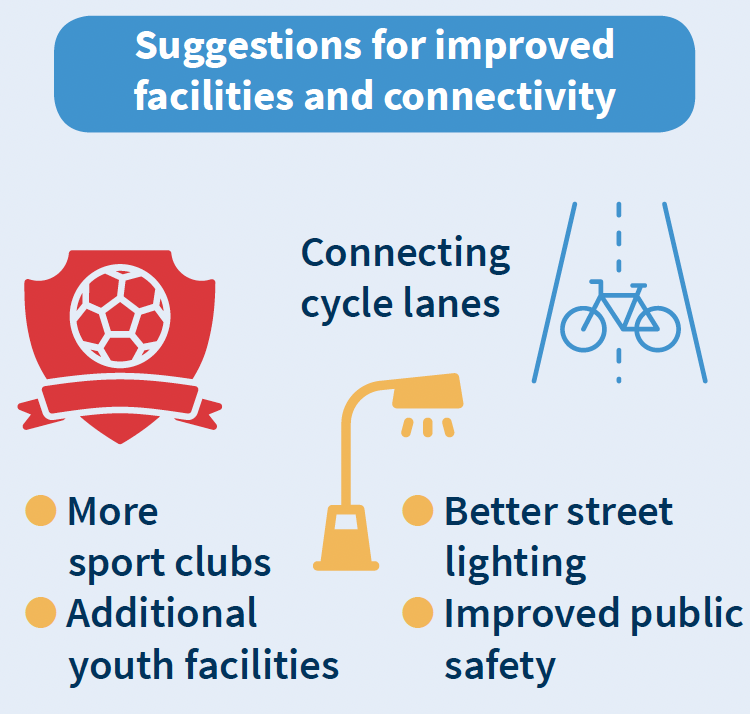 Suggestions for improved
facilities and connectivity
Connecting
cycle lanes
More
sport clubs
Additional
youth facilities
Better street
lighting
Improved public
safety